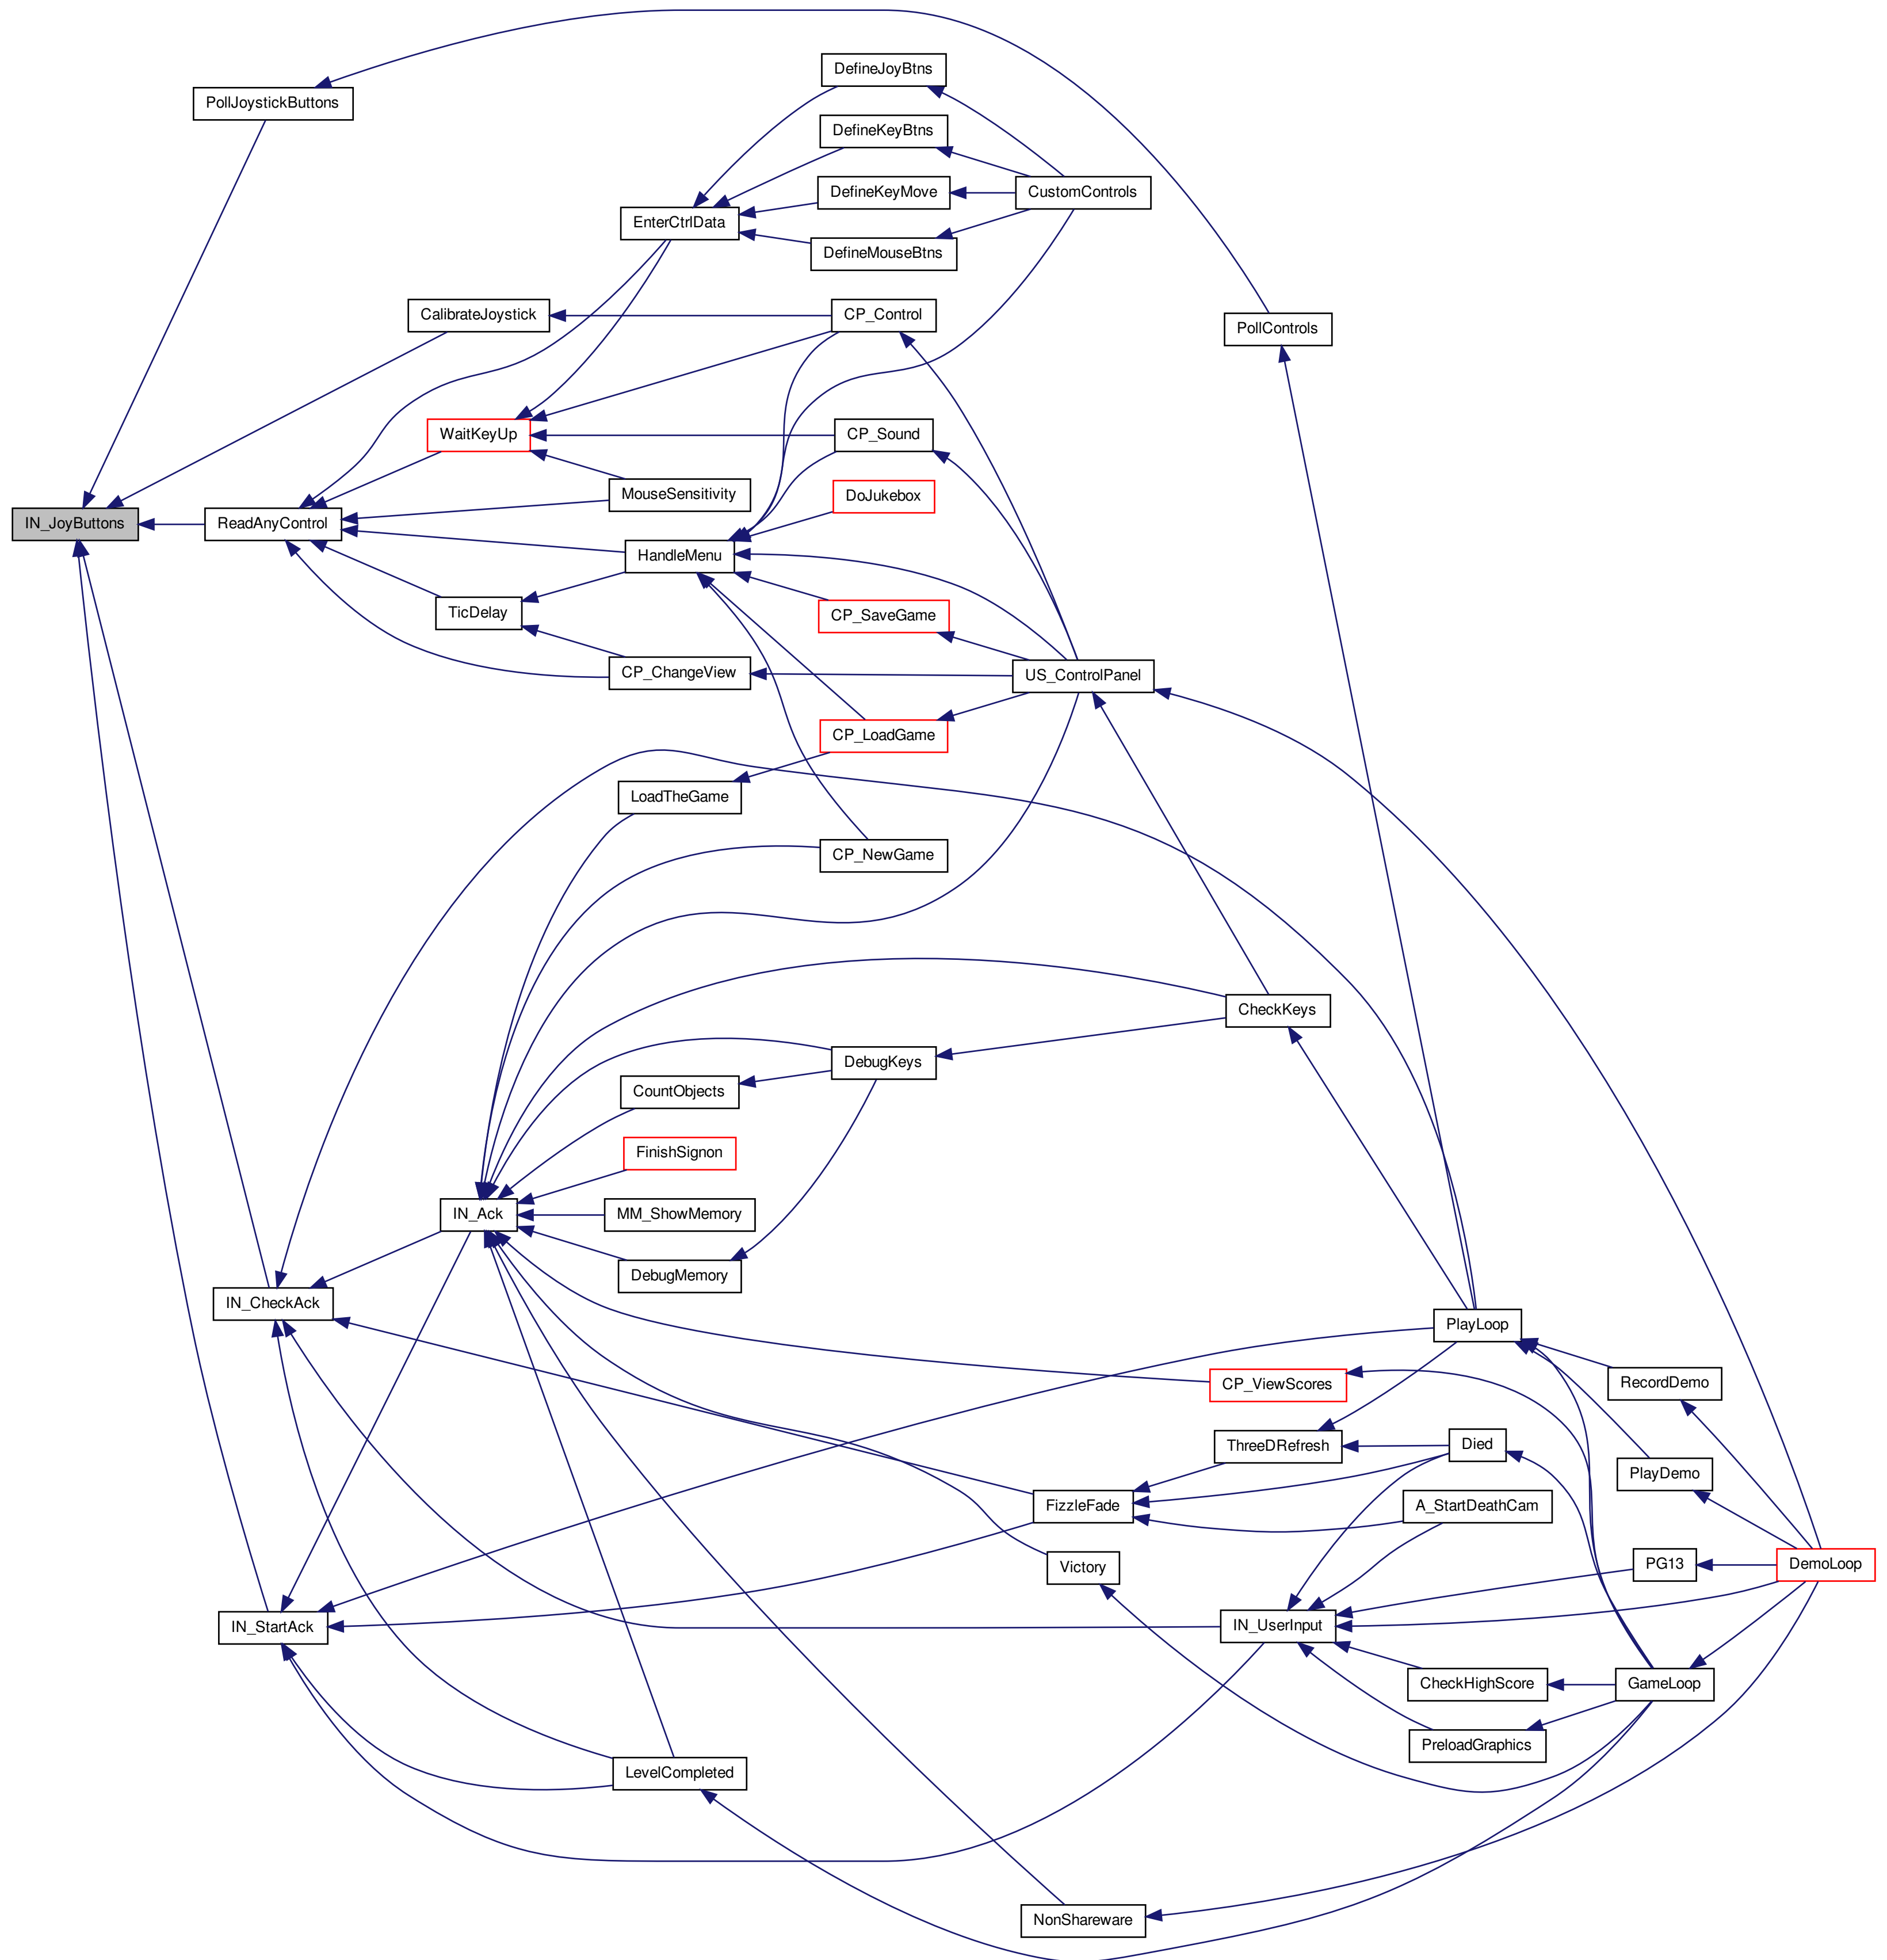 DefineJoyBtns
PollJoystickButtons
DefineKeyBtns
DefineKeyMove
CustomControls
EnterCtrlData
DefineMouseBtns
CalibrateJoystick
CP_Control
PollControls
WaitKeyUp
CP_Sound
MouseSensitivity
DoJukebox
IN_JoyButtons
ReadAnyControl
HandleMenu
TicDelay
CP_SaveGame
CP_ChangeView
US_ControlPanel
CP_LoadGame
LoadTheGame
CP_NewGame
CheckKeys
DebugKeys
CountObjects
FinishSignon
IN_Ack
MM_ShowMemory
DebugMemory
IN_CheckAck
PlayLoop
CP_ViewScores
RecordDemo
ThreeDRefresh
Died
PlayDemo
FizzleFade
A_StartDeathCam
Victory
PG13
DemoLoop
IN_StartAck
IN_UserInput
CheckHighScore
GameLoop
PreloadGraphics
LevelCompleted
NonShareware